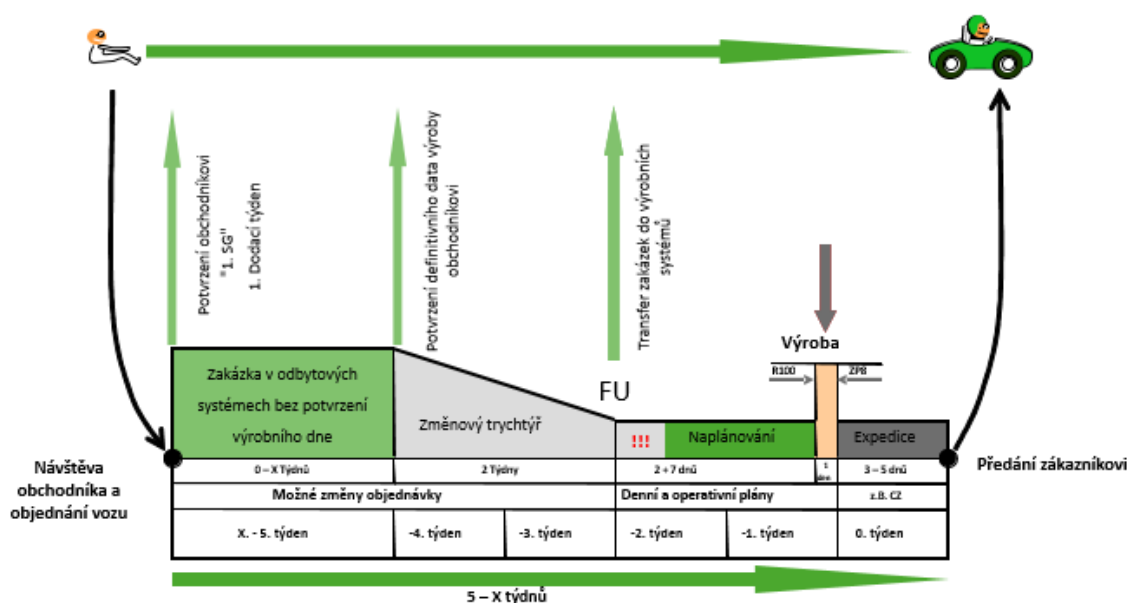 Potvrzení obchodníkovi
"1. SG"
1. Dodací týden
Potvrzení definitivního data výroby
obchodníkovi
Transfer zakázek do výrobních
systémů
Výroba
R100
ZP8
FU
Zakázka v odbytových
systémech bez potvrzení
výrobního dne
Změnový trychtýř
!!!
Naplánování
Expedice
Návštěva
obchodníka a
objednání vozu
Předání zákazníkovi
0 – X Týdnů
2 Týdny
2 + 7 dnů
1
den
3 – 5 dnů
Možné změny objednávky
Denní a operativní plány
z.B. CZ
X. - 5. týden
-4. týden
-3. týden
-2. týden
-1. týden
0. týden
5 – X týdnů